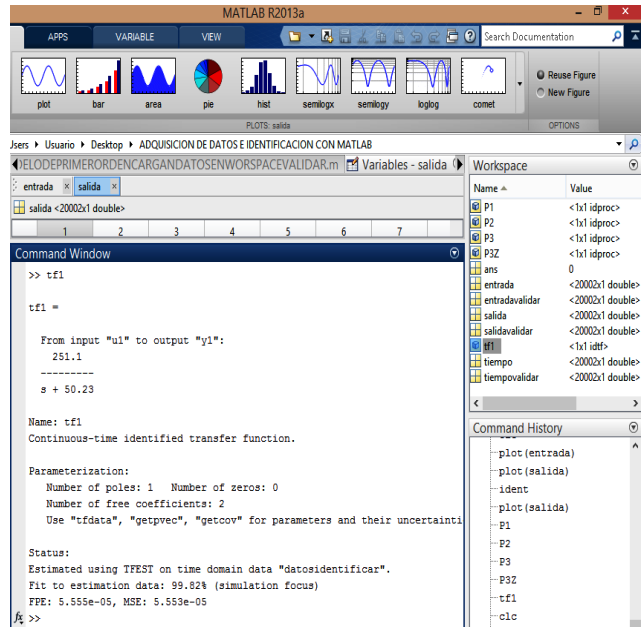 MATLAB R2013a
APPS VARIABLE VIEW
Search Documentation
plot bar area pie hist semilogx semilogy loglog comet
Reuse Figure
New Figure
PLOTS: salida OPTIONS
Users ▸ Usuario ▸ Desktop ▸ ADQUISICION DE DATOS E IDENTIFICACION CON MATLAB
ELODEPRIMERORDENCARGANDATOSENWORSPACEVALIDAR.m Variables - salida
entrada × salida ×
salida <20002x1 double>
1 2 3 4 5 6 7
Command Window
>> tf1
tf1 =
From input "u1" to output "y1":
251.1
---------
s + 50.23
Name: tf1
Continuous-time identified transfer function.
Parameterization:
Number of poles: 1 Number of zeros: 0
Number of free coefficients: 2
Use "tfdata", "getpvec", "getcov" for parameters and their uncertainti
Status:
Estimated using TFEST on time domain data "datosidentificar".
Fit to estimation data: 99.82% (simulation focus)
FPE: 5.555e-05, MSE: 5.553e-05
fx >>
Workspace
Name Value
P1 <1x1 idproc>
P2 <1x1 idproc>
P3 <1x1 idproc>
P3Z <1x1 idproc>
ans 0
entrada <20002x1 double>
entradavalidar <20002x1 double>
salida <20002x1 double>
salidavalidar <20002x1 double>
tf1 <1x1 idtf>
tiempo <20002x1 double>
tiempovalidar <20002x1 double>
Command History
plot(entrada)
plot(salida)
ident
plot(salida)
P1
P2
P3
P3Z
tf1
clc